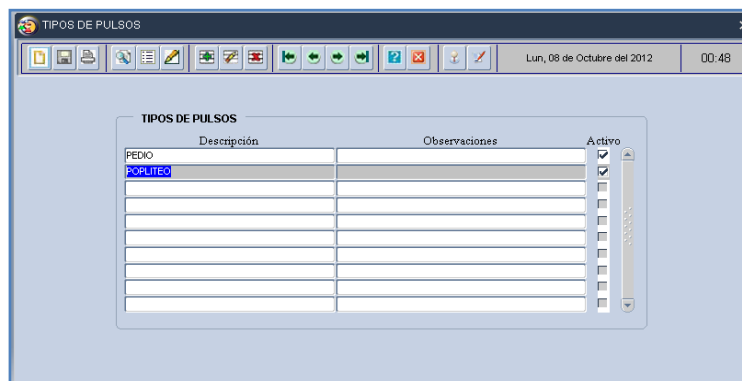 TIPOS DE PULSOS
Lun, 08 de Octubre del 2012 00:48
TIPOS DE PULSOS
Descripción Observaciones Activo
PEDIO
POPLITEO